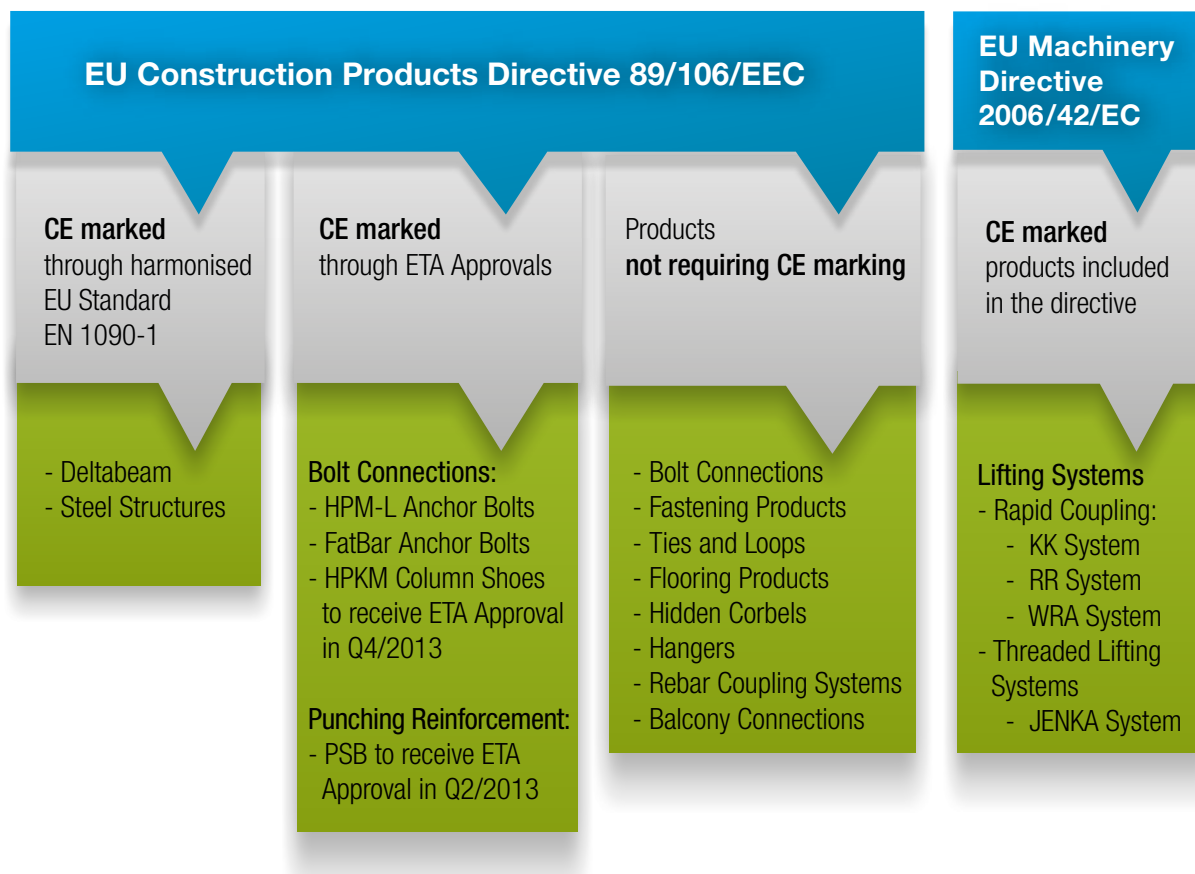 EU Construction Products Directive 89/106/EEC
EU Machinery
Directive
2006/42/EC
CE marked
through harmonised
EU Standard
EN 1090-1
CE marked
through ETA Approvals
Products
not requiring CE marking
CE marked
products included
in the directive
- Deltabeam
- Steel Structures
Bolt Connections:
- HPM-L Anchor Bolts
- FatBar Anchor Bolts
- HPKM Column Shoes
to receive ETA Approval
in Q4/2013
Punching Reinforcement:
- PSB to receive ETA
Approval in Q2/2013
- Bolt Connections
- Fastening Products
- Ties and Loops
- Flooring Products
- Hidden Corbels
- Hangers
- Rebar Coupling Systems
- Balcony Connections
Lifting Systems
- Rapid Coupling:
- KK System
- RR System
- WRA System
- Threaded Lifting
Systems
- JENKA System